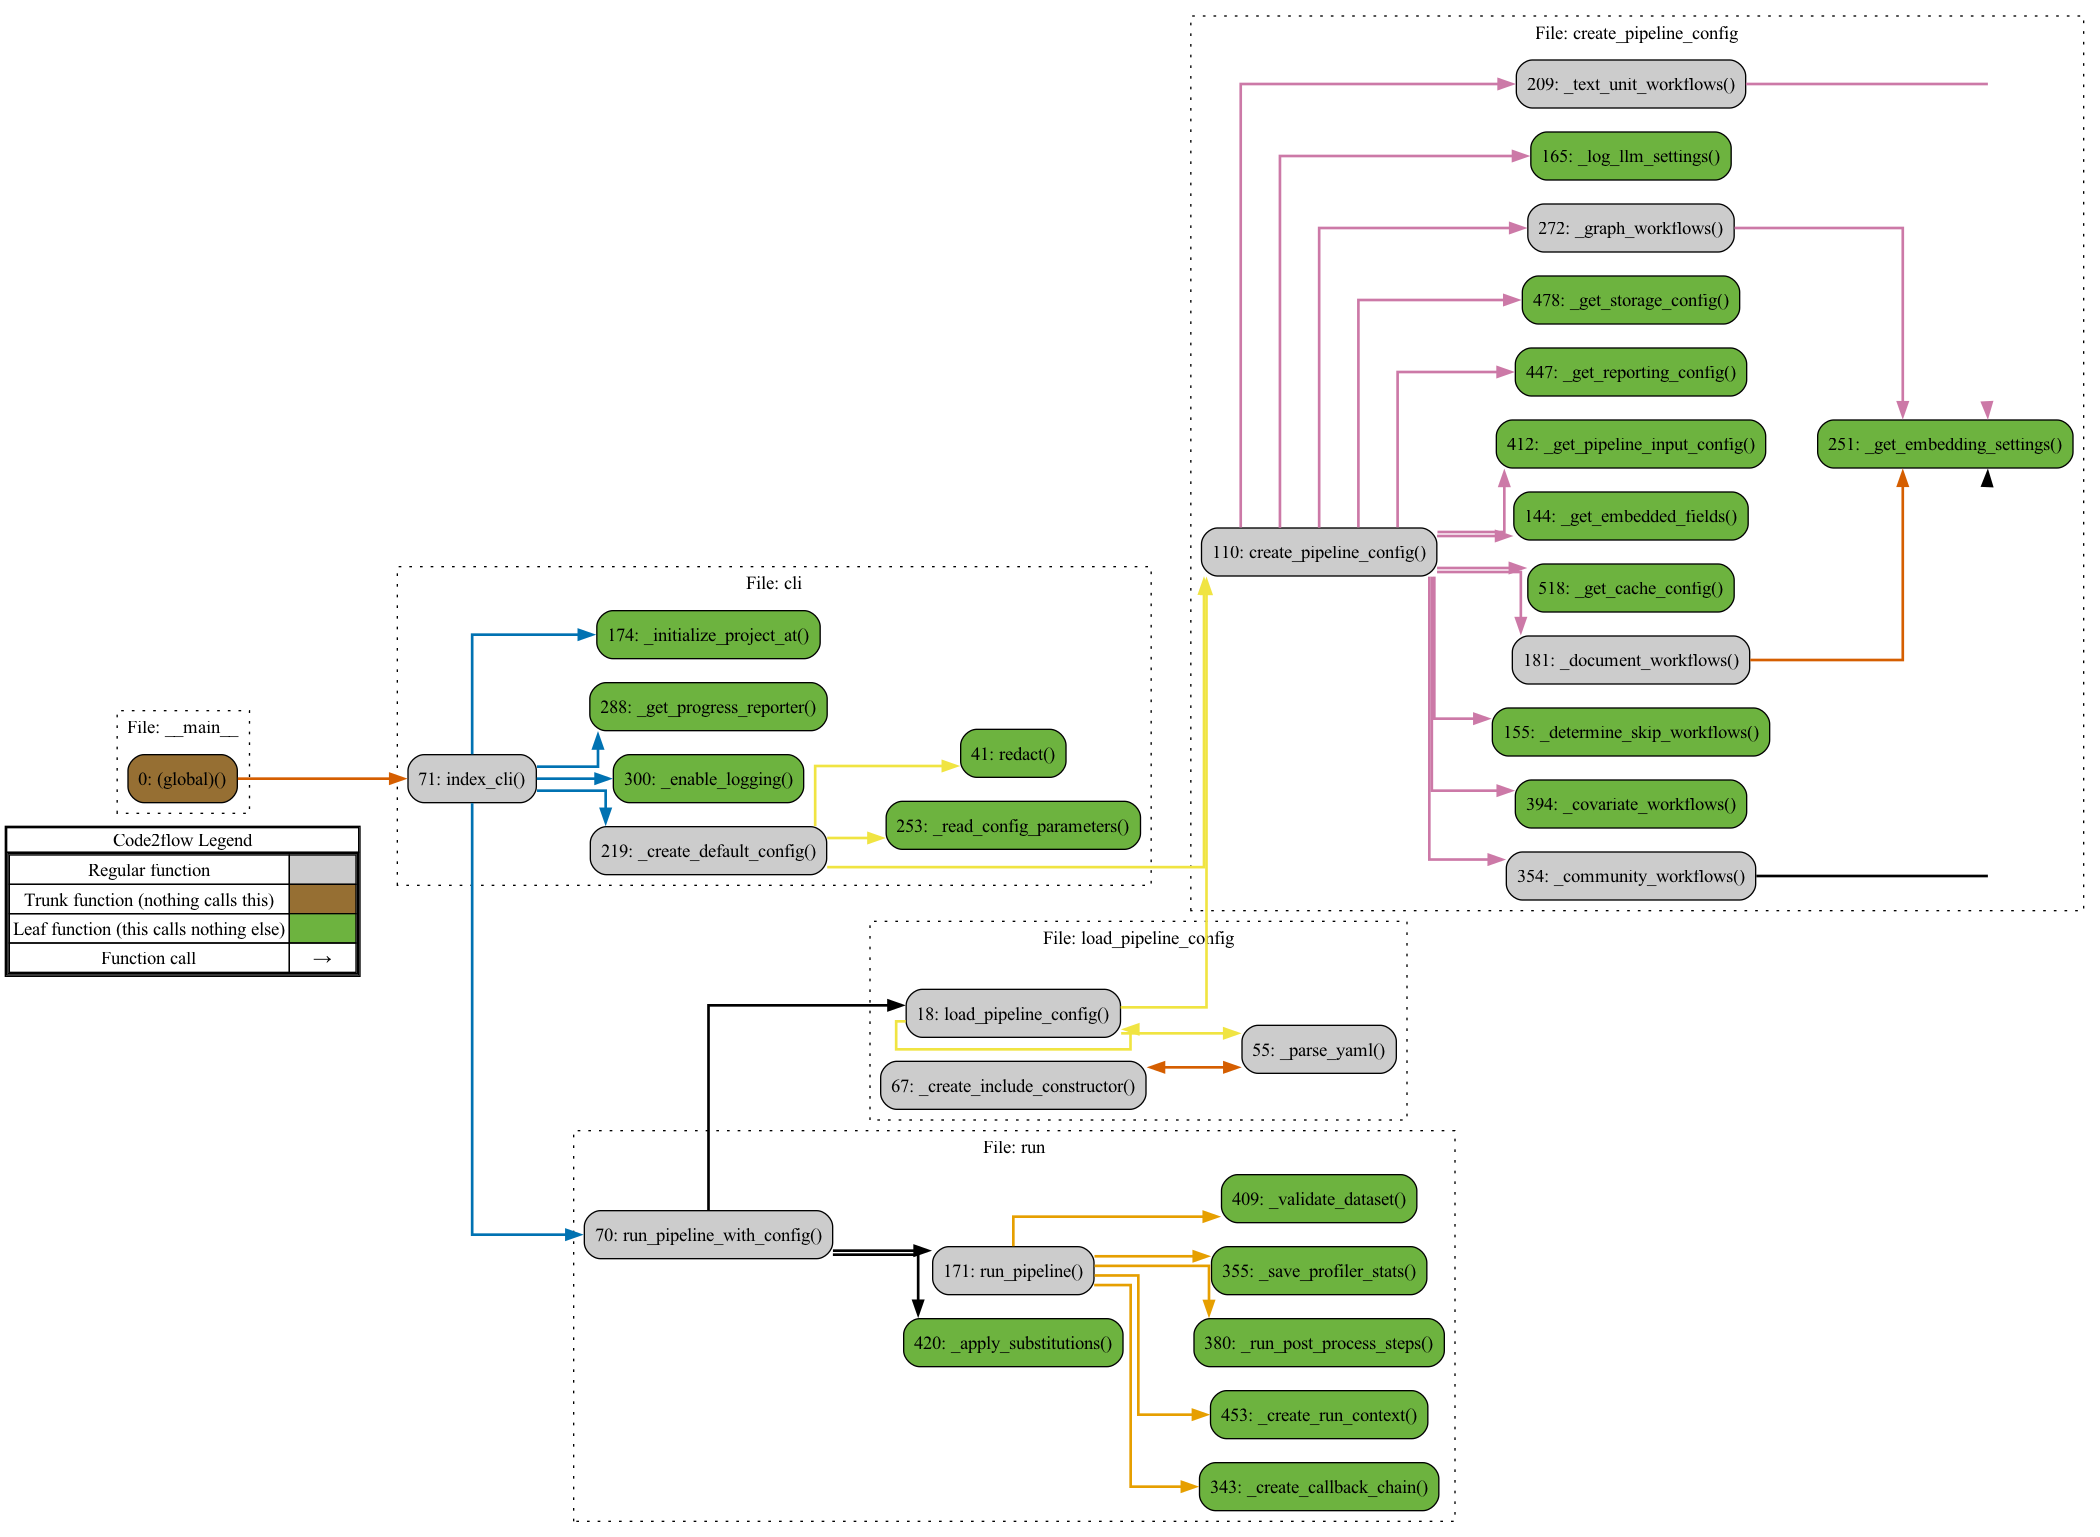 File: create_pipeline_config
209: _text_unit_workflows()
165: _log_llm_settings()
272: _graph_workflows()
478: _get_storage_config()
447: _get_reporting_config()
412: _get_pipeline_input_config()
251: _get_embedding_settings()
144: _get_embedded_fields()
110: create_pipeline_config()
518: _get_cache_config()
181: _document_workflows()
155: _determine_skip_workflows()
394: _covariate_workflows()
354: _community_workflows()
File: cli
174: _initialize_project_at()
288: _get_progress_reporter()
41: redact()
71: index_cli()
300: _enable_logging()
253: _read_config_parameters()
219: _create_default_config()
File: __main__
0: (global)()
Code2flow Legend
Regular function
Trunk function (nothing calls this)
Leaf function (this calls nothing else)
Function call →
File: load_pipeline_config
18: load_pipeline_config()
55: _parse_yaml()
67: _create_include_constructor()
File: run
409: _validate_dataset()
70: run_pipeline_with_config()
171: run_pipeline()
355: _save_profiler_stats()
420: _apply_substitutions()
380: _run_post_process_steps()
453: _create_run_context()
343: _create_callback_chain()